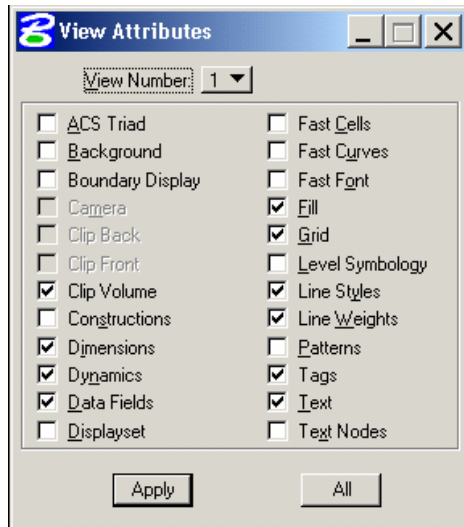 View Attributes
View Number: 1
ACS Triad
Background
Boundary Display
Camera
Clip Back
Clip Front
Clip Volume
Constructions
Dimensions
Dynamics
Data Fields
Displayset
Fast Cells
Fast Curves
Fast Font
Fill
Grid
Level Symbology
Line Styles
Line Weights
Patterns
Tags
Text
Text Nodes
Apply
All